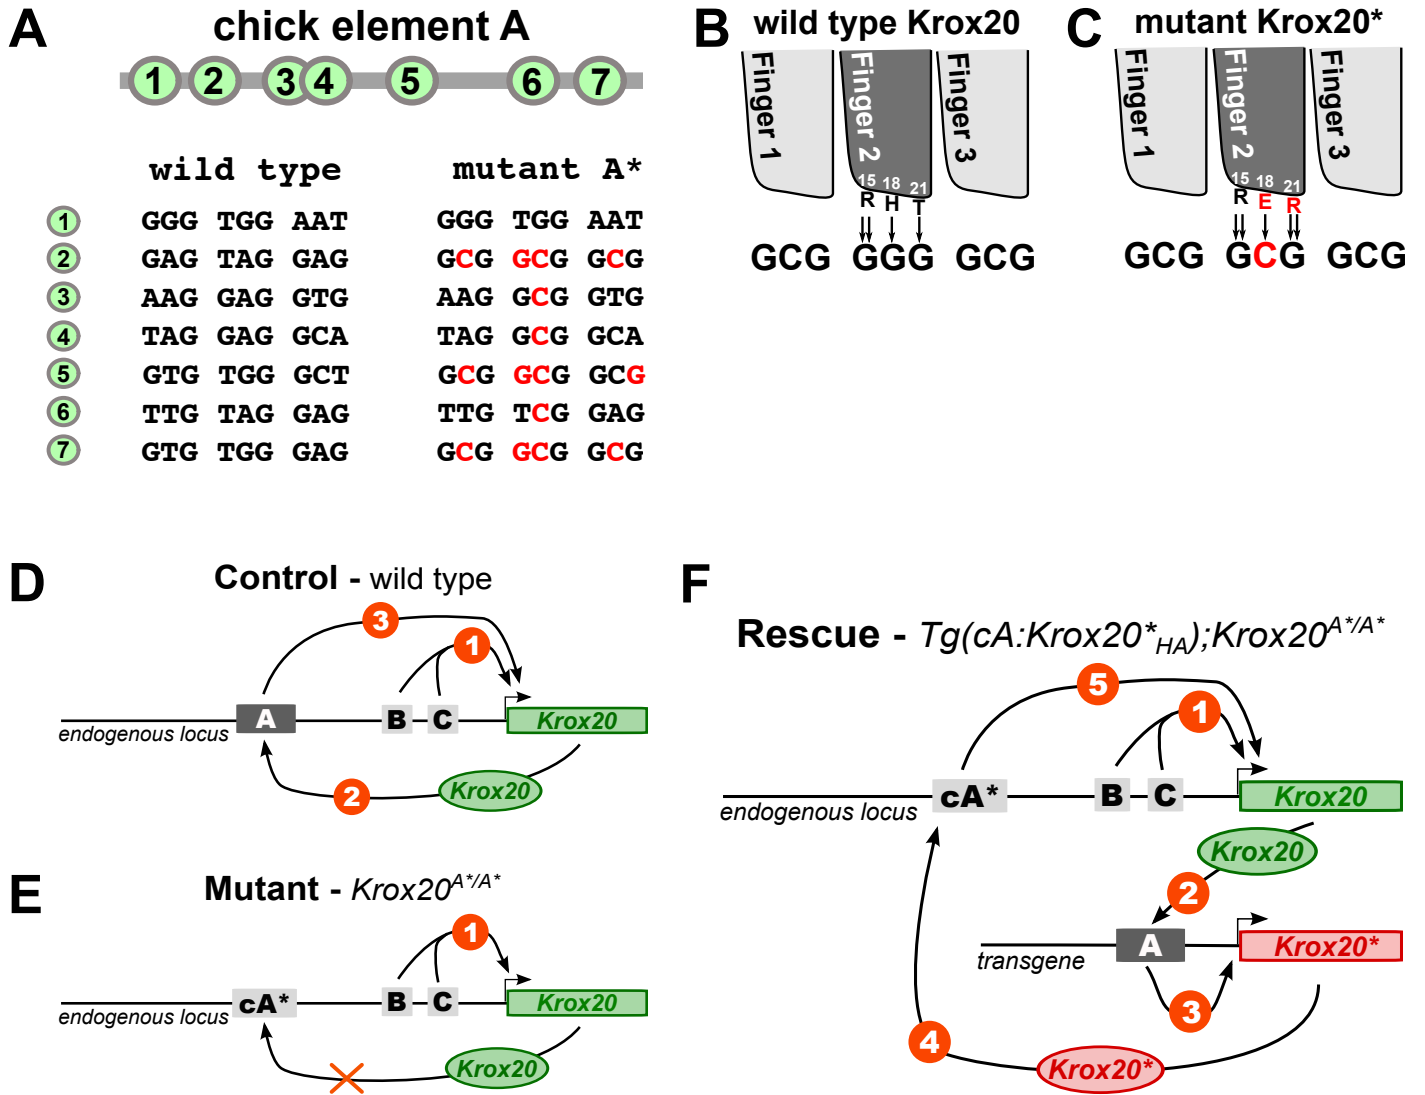 A
chick element A
1 2 3 4 5 6 7
wild type mutant A*
1 GGG TGG AAT GGG TGG AAT
2 GAG TAG GAG GCG GCG GCG
3 AAG GAG GTG AAG GCG GTG
4 TAG GAG GCA TAG GCG GCA
5 GTG TGG GCT GCG GCG GCG
6 TTG TAG GAG TTG TCG GAG
7 GTG TGG GAG GCG GCG GCG
B
wild type Krox20
Finger 1
Finger 2
Finger 3
15 18 21
R H T
GCG GGG GCG
C
mutant Krox20*
Finger 1
Finger 2
Finger 3
15 18 21
R E R
GCG GCG GCG
D
Control - wild type
3
1
A B C Krox20
endogenous locus
2 Krox20
E
Mutant - Krox20A*/A*
1
cA* B C Krox20
endogenous locus
Krox20
F
Rescue - Tg(cA:Krox20*HA);Krox20A*/A*
5
1
cA* B C Krox20
endogenous locus
Krox20
2
A Krox20*
transgene
3
4
Krox20*